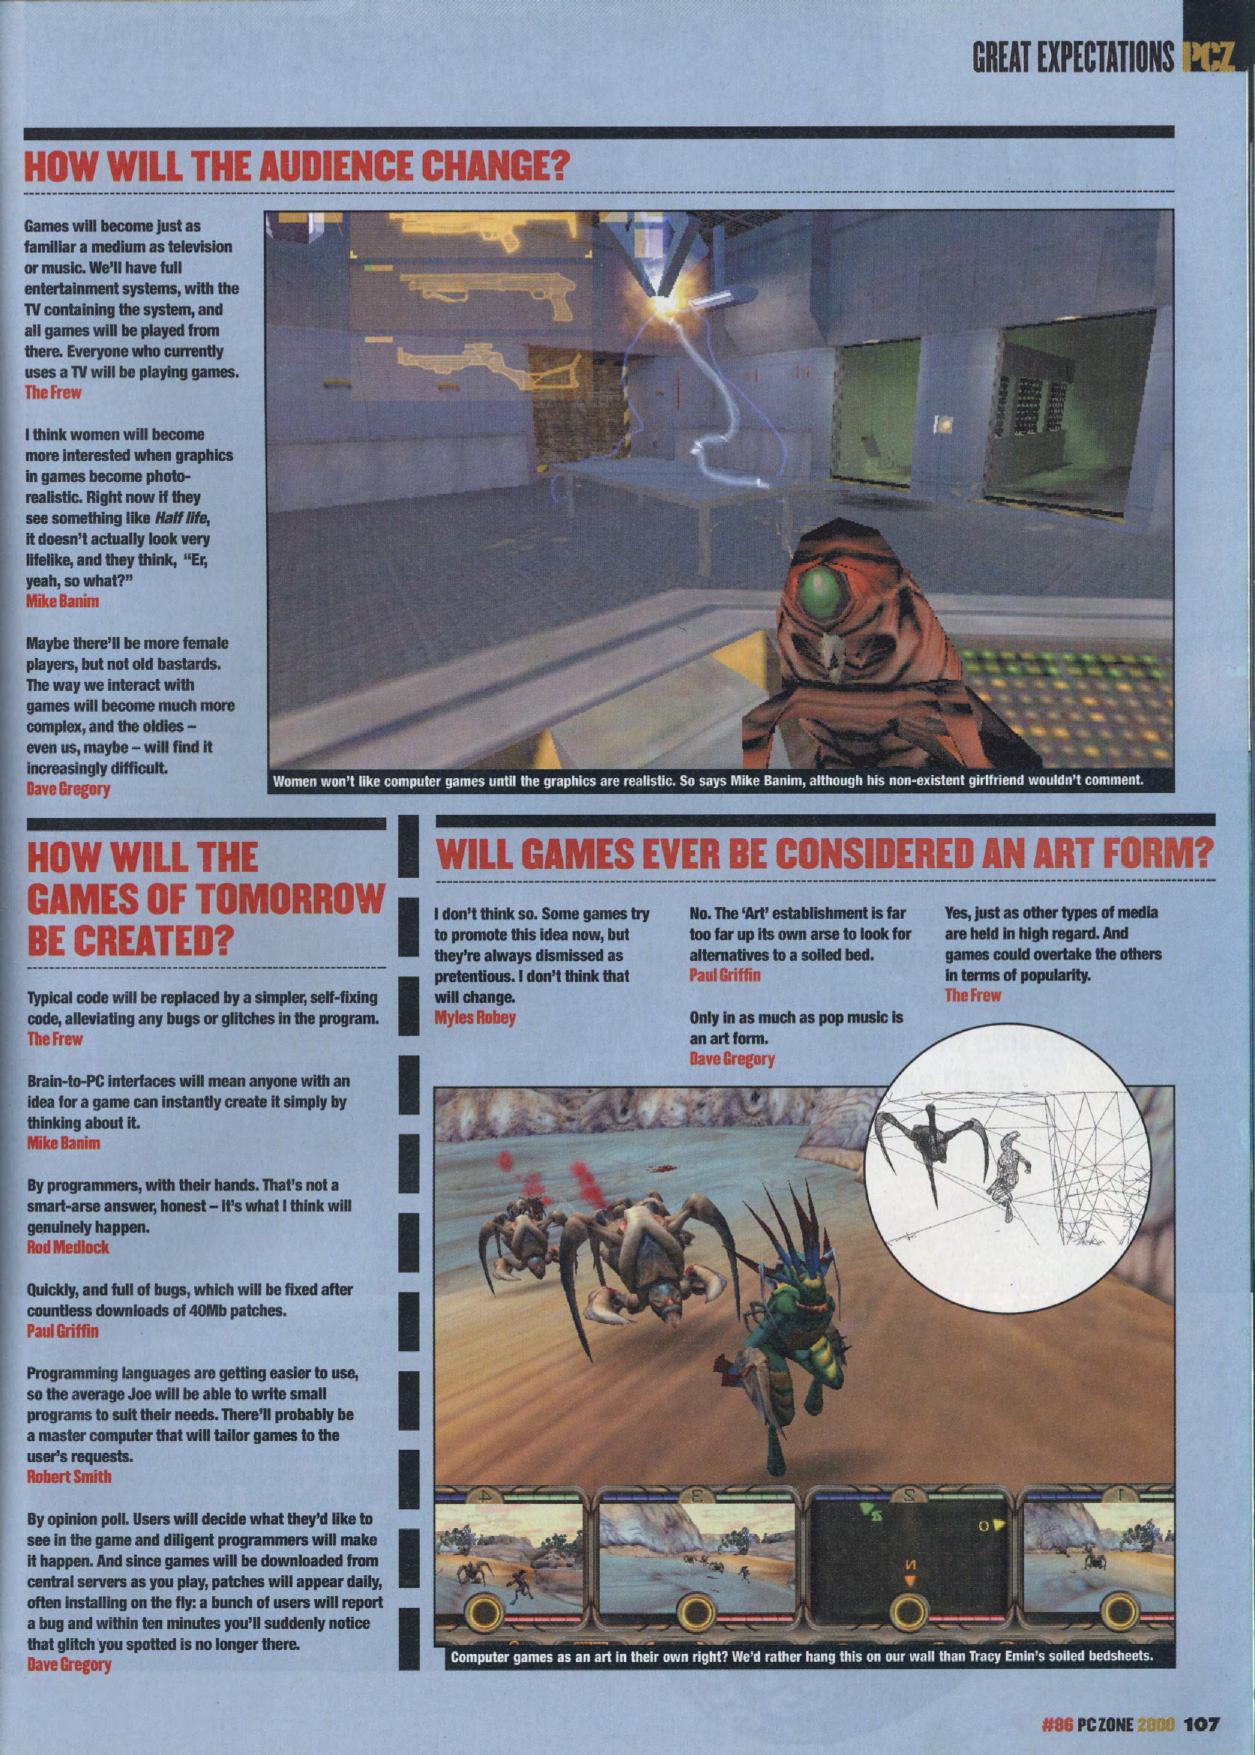 GREAT EXPECTATIONS PCZ
HOW WILL THE AUDIENCE CHANGE?
Games will become just as
familiar a medium as television
or music. We'll have full
entertainment systems, with the
TV containing the system, and
all games will be played from
there. Everyone who currently
uses a TV will be playing games.
The Frew
I think women will become
more interested when graphics
in games become photo-
realistic. Right now if they
see something like Half life,
it doesn't actually look very
lifelike, and they think, “Er,
yeah, so what?”
Mike Banim
Maybe there'll be more female
players, but not old bastards.
The way we interact with
games will become much more
complex, and the oldies –
even us, maybe – will find it
increasingly difficult.
Dave Gregory
Women won't like computer games until the graphics are realistic. So says Mike Banim, although his non-existent girlfriend wouldn't comment.
HOW WILL THE
GAMES OF TOMORROW
BE CREATED?
Typical code will be replaced by a simpler, self-fixing
code, alleviating any bugs or glitches in the program.
The Frew
Brain-to-PC interfaces will mean anyone with an
idea for a game can instantly create it simply by
thinking about it.
Mike Banim
By programmers, with their hands. That's not a
smart-arse answer, honest – it's what I think will
genuinely happen.
Rod Medlock
Quickly, and full of bugs, which will be fixed after
countless downloads of 40Mb patches.
Paul Griffin
Programming languages are getting easier to use,
so the average Joe will be able to write small
programs to suit their needs. There'll probably be
a master computer that will tailor games to the
user's requests.
Robert Smith
By opinion poll. Users will decide what they'd like to
see in the game and diligent programmers will make
it happen. And since games will be downloaded from
central servers as you play, patches will appear daily,
often installing on the fly: a bunch of users will report
a bug and within ten minutes you'll suddenly notice
that glitch you spotted is no longer there.
Dave Gregory
WILL GAMES EVER BE CONSIDERED AN ART FORM?
I don't think so. Some games try
to promote this idea now, but
they're always dismissed as
pretentious. I don't think that
will change.
Myles Robey
No. The ‘Art’ establishment is far
too far up its own arse to look for
alternatives to a soiled bed.
Paul Griffin
Only in as much as pop music is
an art form.
Dave Gregory
Yes, just as other types of media
are held in high regard. And
games could overtake the others
in terms of popularity.
The Frew
4 3 2 1
N
Computer games as an art in their own right? We'd rather hang this on our wall than Tracy Emin's soiled bedsheets.
#86 PC ZONE 2000 107